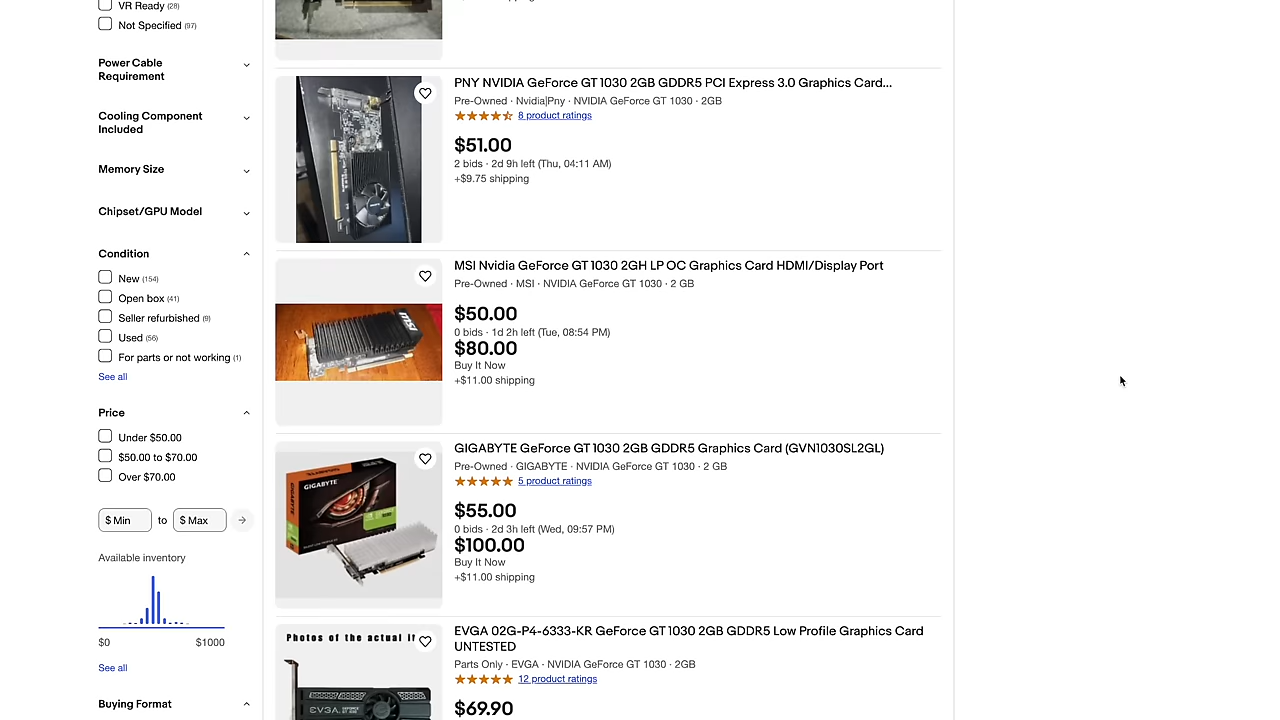 VR Ready (28)
Not Specified (97)
Power Cable
Requirement
Cooling Component
Included
Memory Size
Chipset/GPU Model
Condition
New (154)
Open box (41)
Seller refurbished (9)
Used (56)
For parts or not working (1)
See all
Price
Under $50.00
$50.00 to $70.00
Over $70.00
$ Min
to
$ Max
Available inventory
$0
$1000
See all
Buying Format
PNY NVIDIA GeForce GT 1030 2GB GDDR5 PCI Express 3.0 Graphics Card...
Pre-Owned · Nvidia|Pny · NVIDIA GeForce GT 1030 · 2GB
8 product ratings
$51.00
2 bids · 2d 9h left (Thu, 04:11 AM)
+$9.75 shipping
MSI
MSI Nvidia GeForce GT 1030 2GH LP OC Graphics Card HDMI/Display Port
Pre-Owned · MSI · NVIDIA GeForce GT 1030 · 2 GB
$50.00
0 bids · 1d 2h left (Tue, 08:54 PM)
$80.00
Buy It Now
+$11.00 shipping
GIGABYTE
GIGABYTE GeForce GT 1030 2GB GDDR5 Graphics Card (GVN1030SL2GL)
Pre-Owned · GIGABYTE · NVIDIA GeForce GT 1030 · 2 GB
5 product ratings
$55.00
0 bids · 2d 3h left (Wed, 09:57 PM)
$100.00
Buy It Now
+$11.00 shipping
Photos of the actual
EVGA
EVGA 02G-P4-6333-KR GeForce GT 1030 2GB GDDR5 Low Profile Graphics Card
UNTESTED
Parts Only · EVGA · NVIDIA GeForce GT 1030 · 2GB
12 product ratings
$69.90